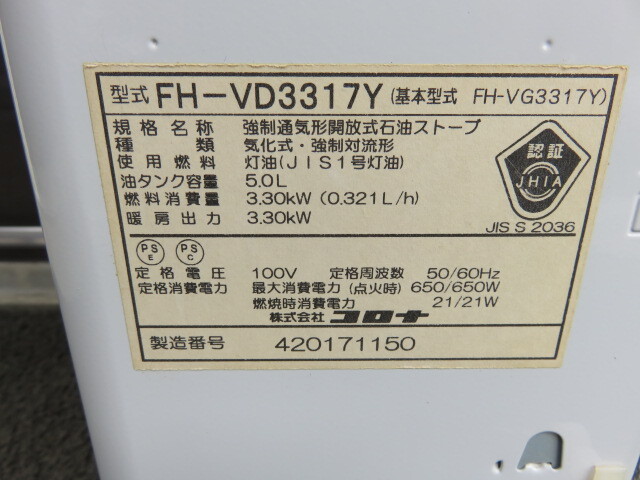 型式 FH-VD3317Y (基本型式 FH-VG3317Y)
規格名称 強制通気形開放式石油ストーブ
種類 気化式・強制対流形
使用燃料 灯油(JIS1号灯油)
油タンク容量 5.0L
燃料消費量 3.30kW (0.321L/h)
暖房出力 3.30kW
認証
JHIA
JIS S 2036
PS E PS C
定格電圧 100V 定格周波数 50/60Hz
定格消費電力 最大消費電力 (点火時) 650/650W
燃焼時消費電力 21/21W
株式会社 コロナ
製造番号 420171150